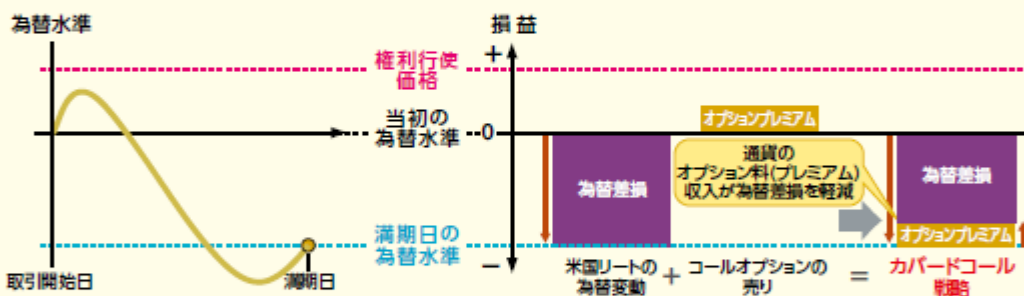 為替水準
権利行使
価格
当初の
為替水準
満期日の
為替水準
取引開始日
満期日
損益
+
0
−
為替差損
オプションプレミアム
通貨の
オプション料(プレミアム)
収入が為替差損を軽減
為替差損
オプションプレミアム
米国リートの
為替変動
+
コールオプションの
売り
=
カバードコール
戦略